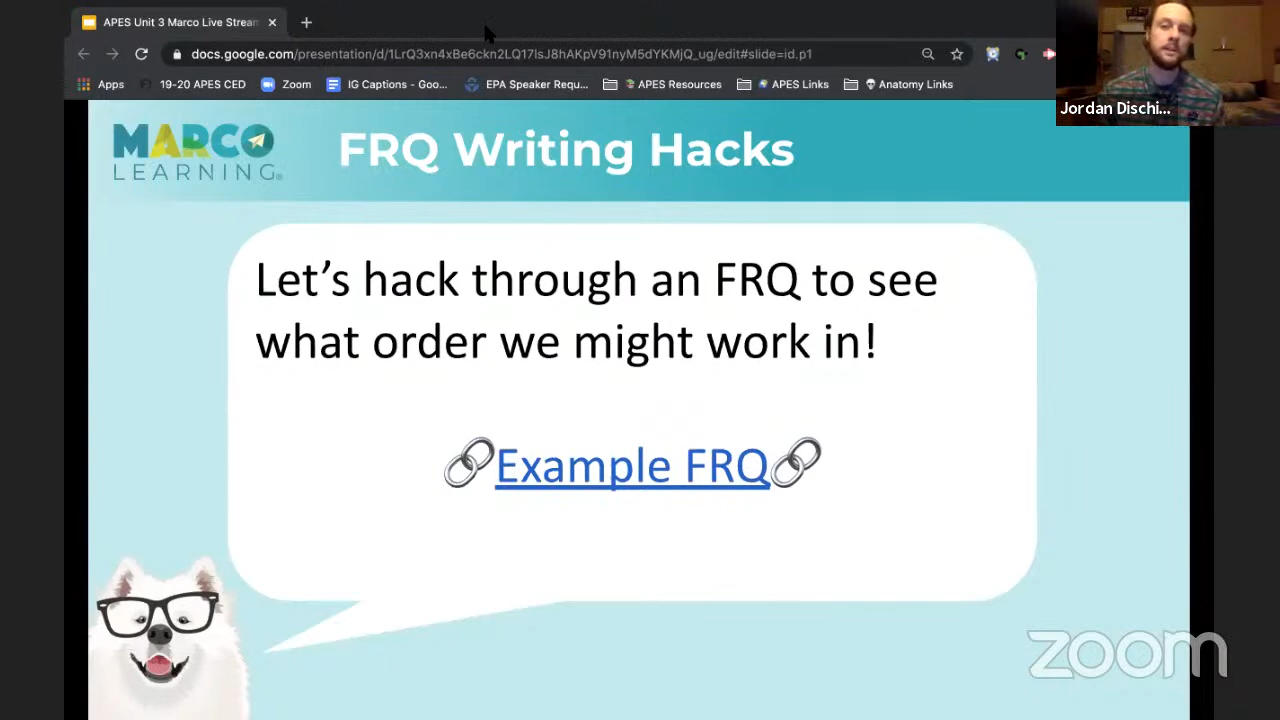 APES Unit 3 Marco Live Stream
docs.google.com/presentation/d/1LrQ3xn4xBeSckn2LQ17lsJ8hAKpV91nyM5dYKMjQ_ug/edit#slide=id.p1
Apps 19-20 APES CED Zoom IG Captions - Goo... EPA Speaker Requ... APES Resources APES Links Anatomy Links
Jordan Dischi...
MARCO
LEARNING®
FRQ Writing Hacks
Let’s hack through an FRQ to see
what order we might work in!
Example FRQ
zoom